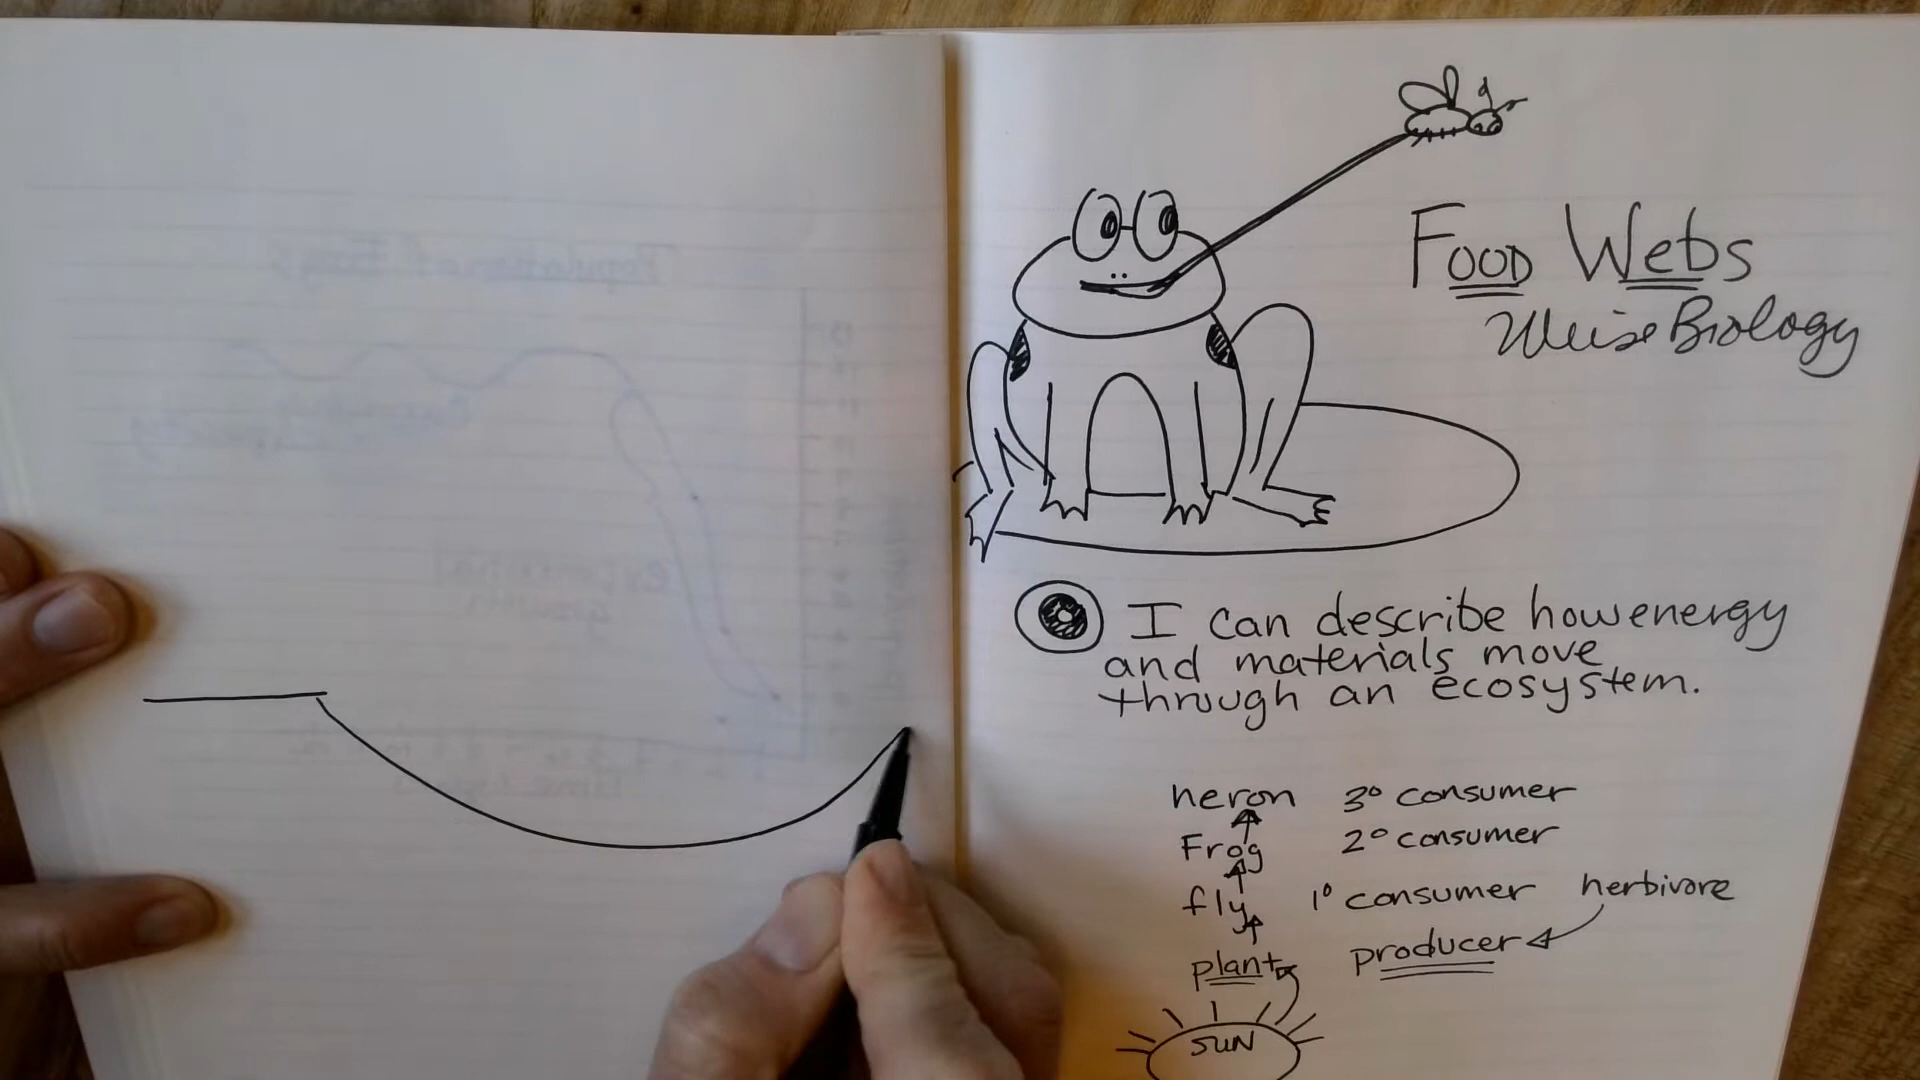 Food Webs
Weise Biology
I can describe how energy
and materials move
through an ecosystem.
heron 3° consumer
Frog 2° consumer
fly 1° consumer herbivore
plant producer
SUN